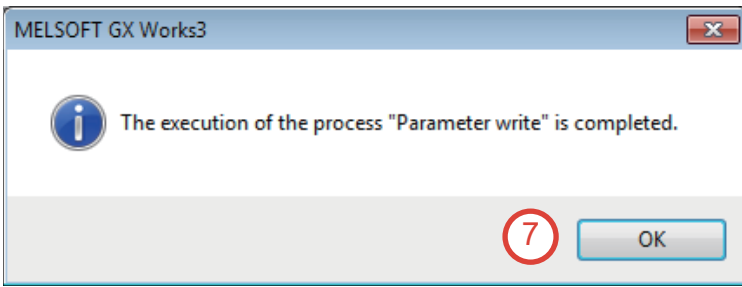 MELSOFT GX Works3
The execution of the process "Parameter write" is completed.
7
OK